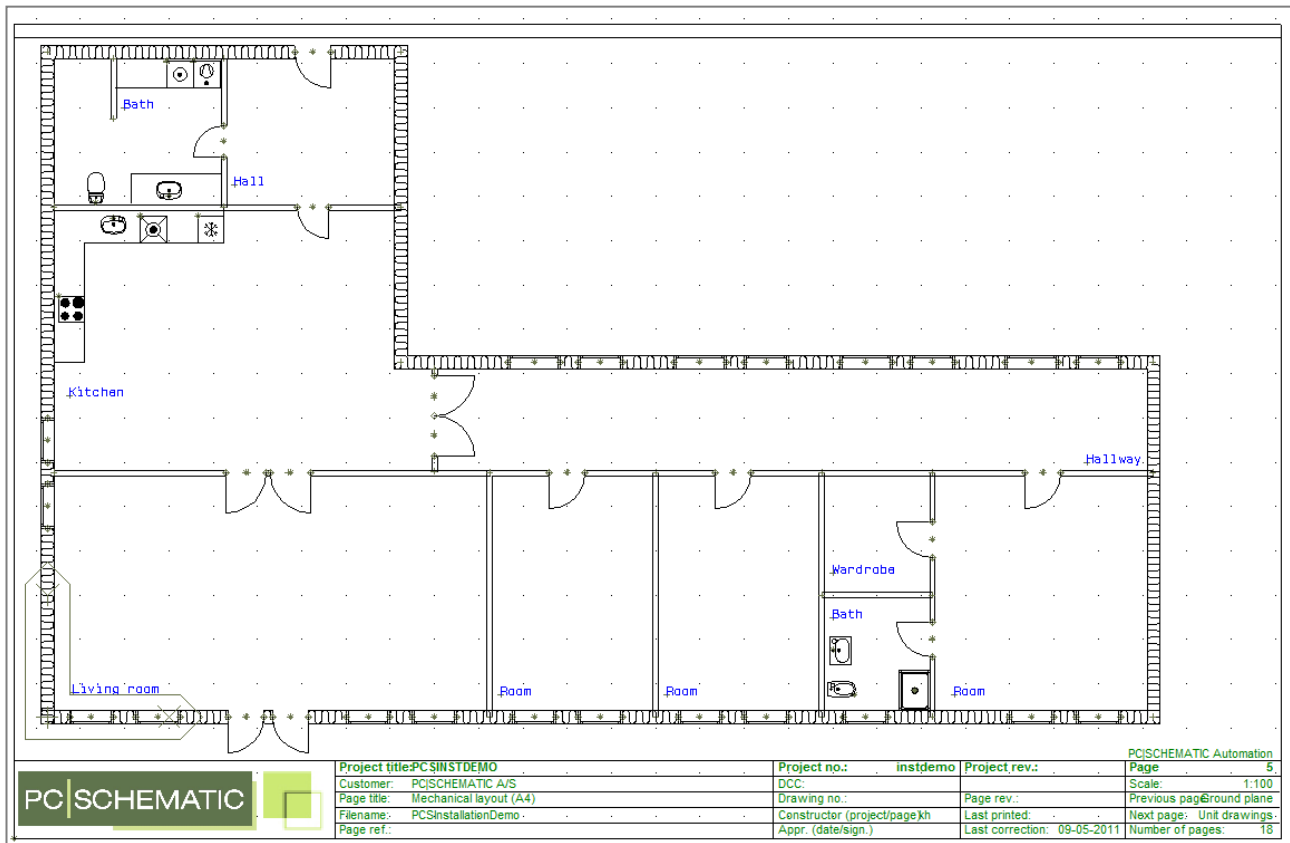 Bath
Hall
Kitchen
Hallway
Wardrobe
Bath
Living room
Room
Room
Room
PC|SCHEMATIC Automation
PC|SCHEMATIC
Project title: PCSINSTDEMO
Project no.: instdemo
Project rev.:
Page 5
Customer: PC|SCHEMATIC A/S
DCC:
Scale: 1:100
Page title: Mechanical layout (A4)
Drawing no.:
Page rev.:
Previous page: Ground plane
Filename: PCSInstallationDemo
Constructor (project/page) kh
Last printed:
Next page: Unit drawings
Page ref.:
Appr. (date/sign.)
Last correction: 09-05-2011
Number of pages: 18